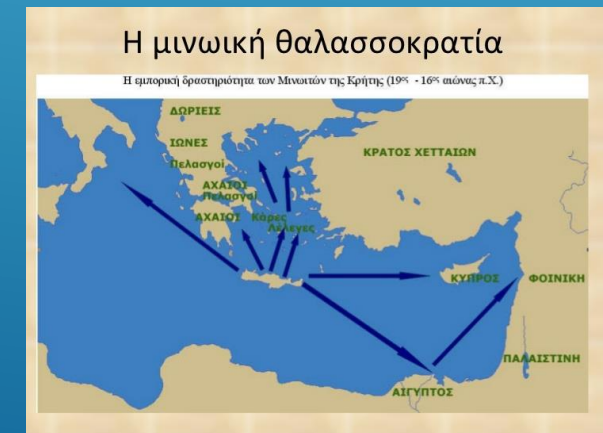 Η μινωική θαλασσοκρατία
Η εμπορική δραστηριότητα των Μινωιτών της Κρήτης (19ος - 16ος αιώνας π.Χ.)
ΔΩΡΙΕΙΣ
ΙΩΝΕΣ
Πελασγοί
ΚΡΑΤΟΣ ΧΕΤΤΑΙΩΝ
ΑΧΑΙΟΙ
Πελασγοί
ΑΧΑΙΟΙ
Κάρες
Λέλεγες
ΚΥΠΡΟΣ
ΦΟΙΝΙΚΗ
ΠΑΛΑΙΣΤΙΝΗ
ΑΙΓΥΠΤΟΣ